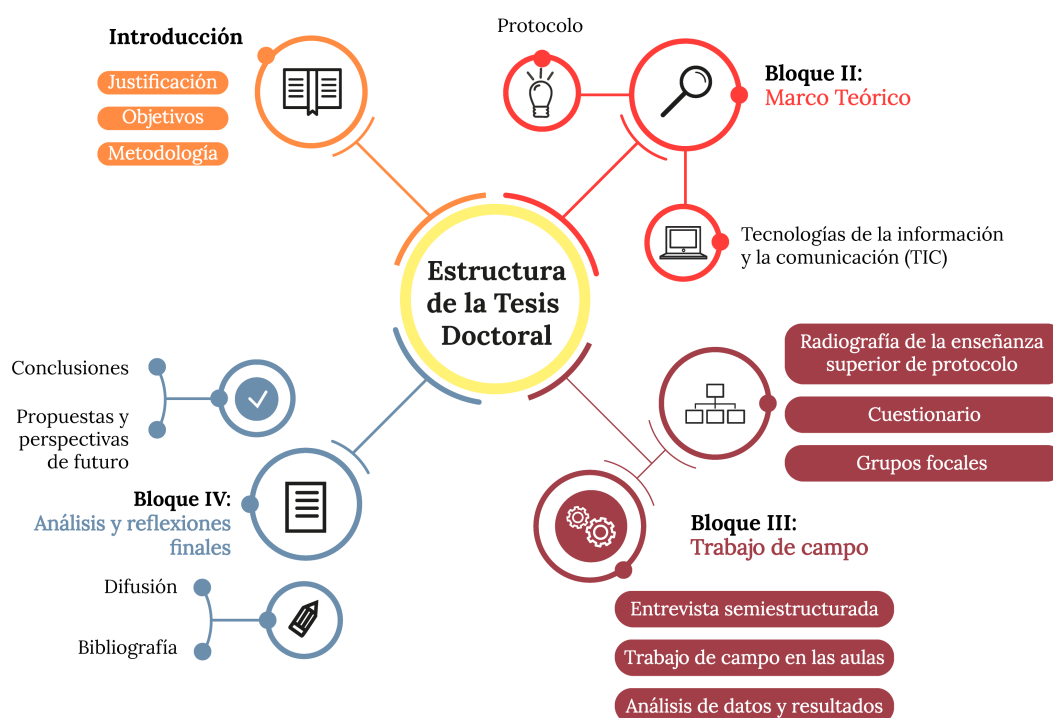 Introducción
Justificación
Objetivos
Metodología
Protocolo
Bloque II:
Marco Teórico
Tecnologías de la información
y la comunicación (TIC)
Estructura
de la Tesis
Doctoral
Radiografía de la enseñanza
superior de protocolo
Cuestionario
Grupos focales
Bloque III:
Trabajo de campo
Entrevista semiestructurada
Trabajo de campo en las aulas
Análisis de datos y resultados
Conclusiones
Propuestas y
perspectivas
de futuro
Bloque IV:
Análisis y reflexiones
finales
Difusión
Bibliografía